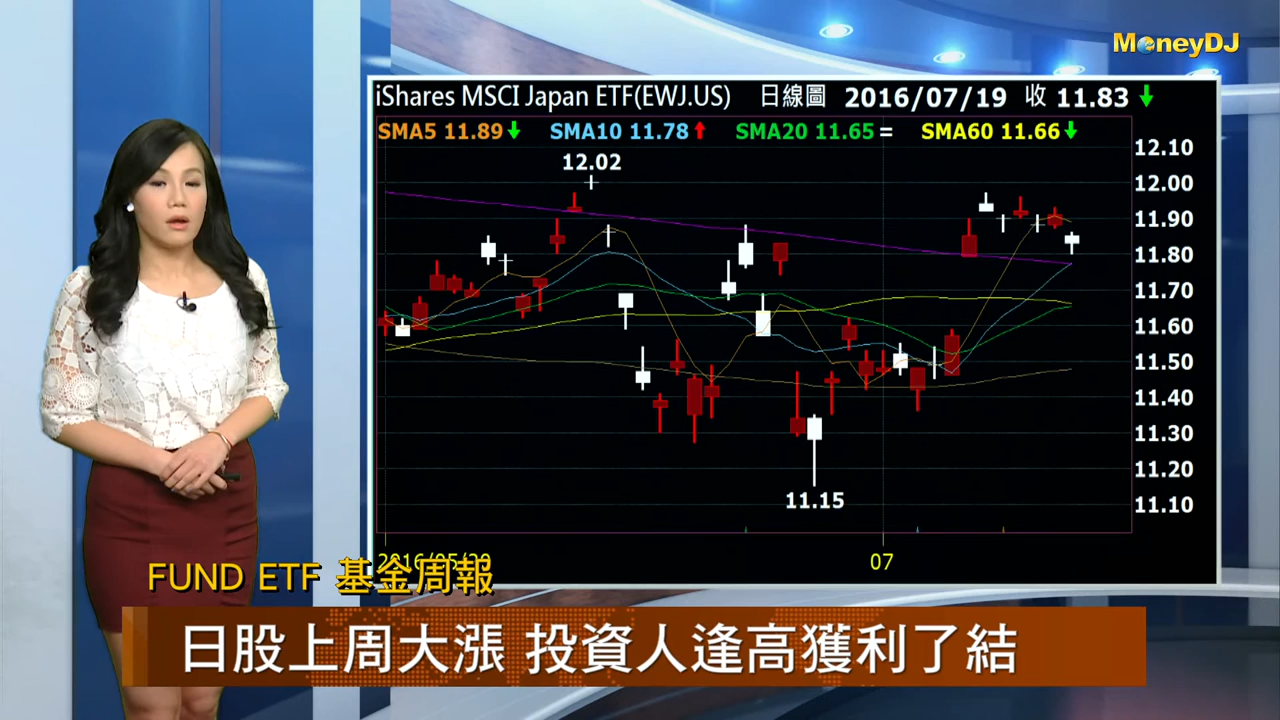 MoneyDJ
iShares MSCI Japan ETF(EWJ.US) 日線圖 2016/07/19 收 11.83
SMA5 11.89 SMA10 11.78 SMA20 11.65 = SMA60 11.66
12.02
12.10
12.00
11.90
11.80
11.70
11.60
11.50
11.40
11.30
11.20
11.10
11.15
07
FUND ETF 基金周報
日股上周大漲 投資人逢高獲利了結